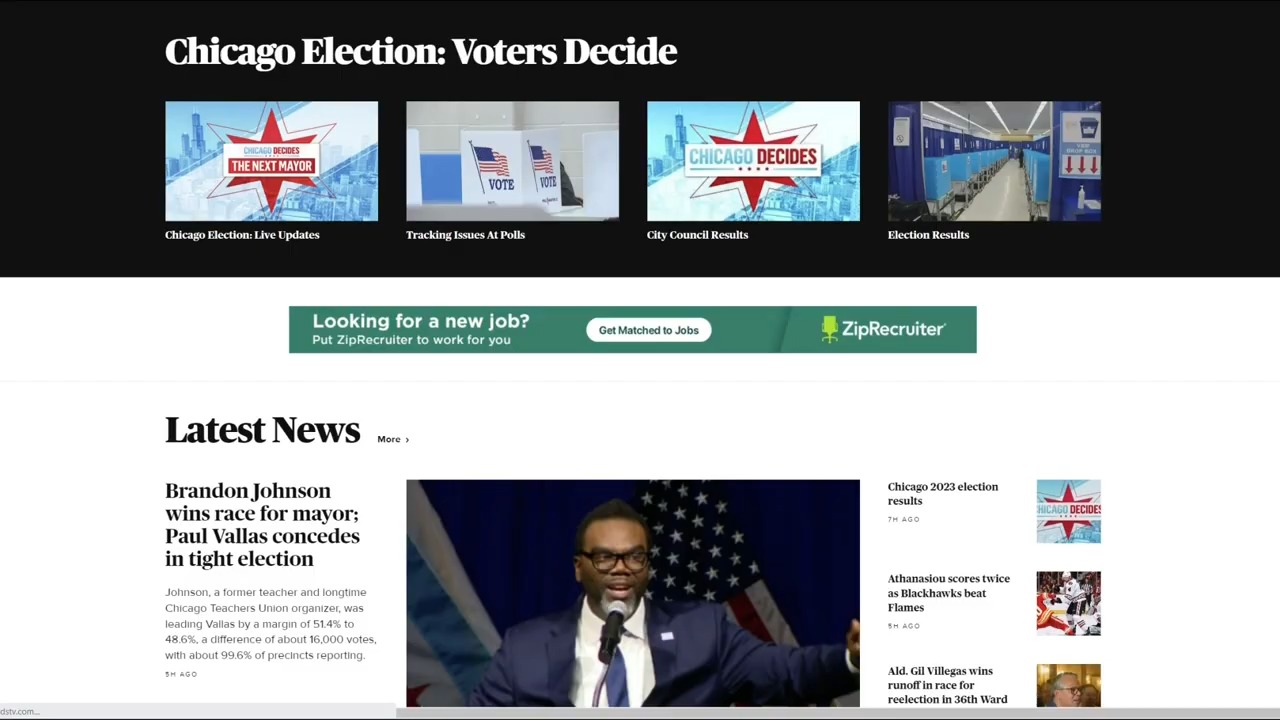 Chicago Election: Voters Decide
CHICAGO DECIDES
THE NEXT MAYOR
VOTE
VOTE
CHICAGO DECIDES
VBM
DROP BOX
Chicago Election: Live Updates
Tracking Issues At Polls
City Council Results
Election Results
Looking for a new job?
Put ZipRecruiter to work for you
Get Matched to Jobs
ZipRecruiter
Latest News
More ›
Brandon Johnson
wins race for mayor;
Paul Vallas concedes
in tight election
Johnson, a former teacher and longtime
Chicago Teachers Union organizer, was
leading Vallas by a margin of 51.4% to
48.6%, a difference of about 16,000 votes,
with about 99.6% of precincts reporting.
5H AGO
Chicago 2023 election
results
7H AGO
HICAGO DECIDES
Athanasiou scores twice
as Blackhawks beat
Flames
5H AGO
Ald. Gil Villegas wins
runoff in race for
reelection in 36th Ward
dstv.com...